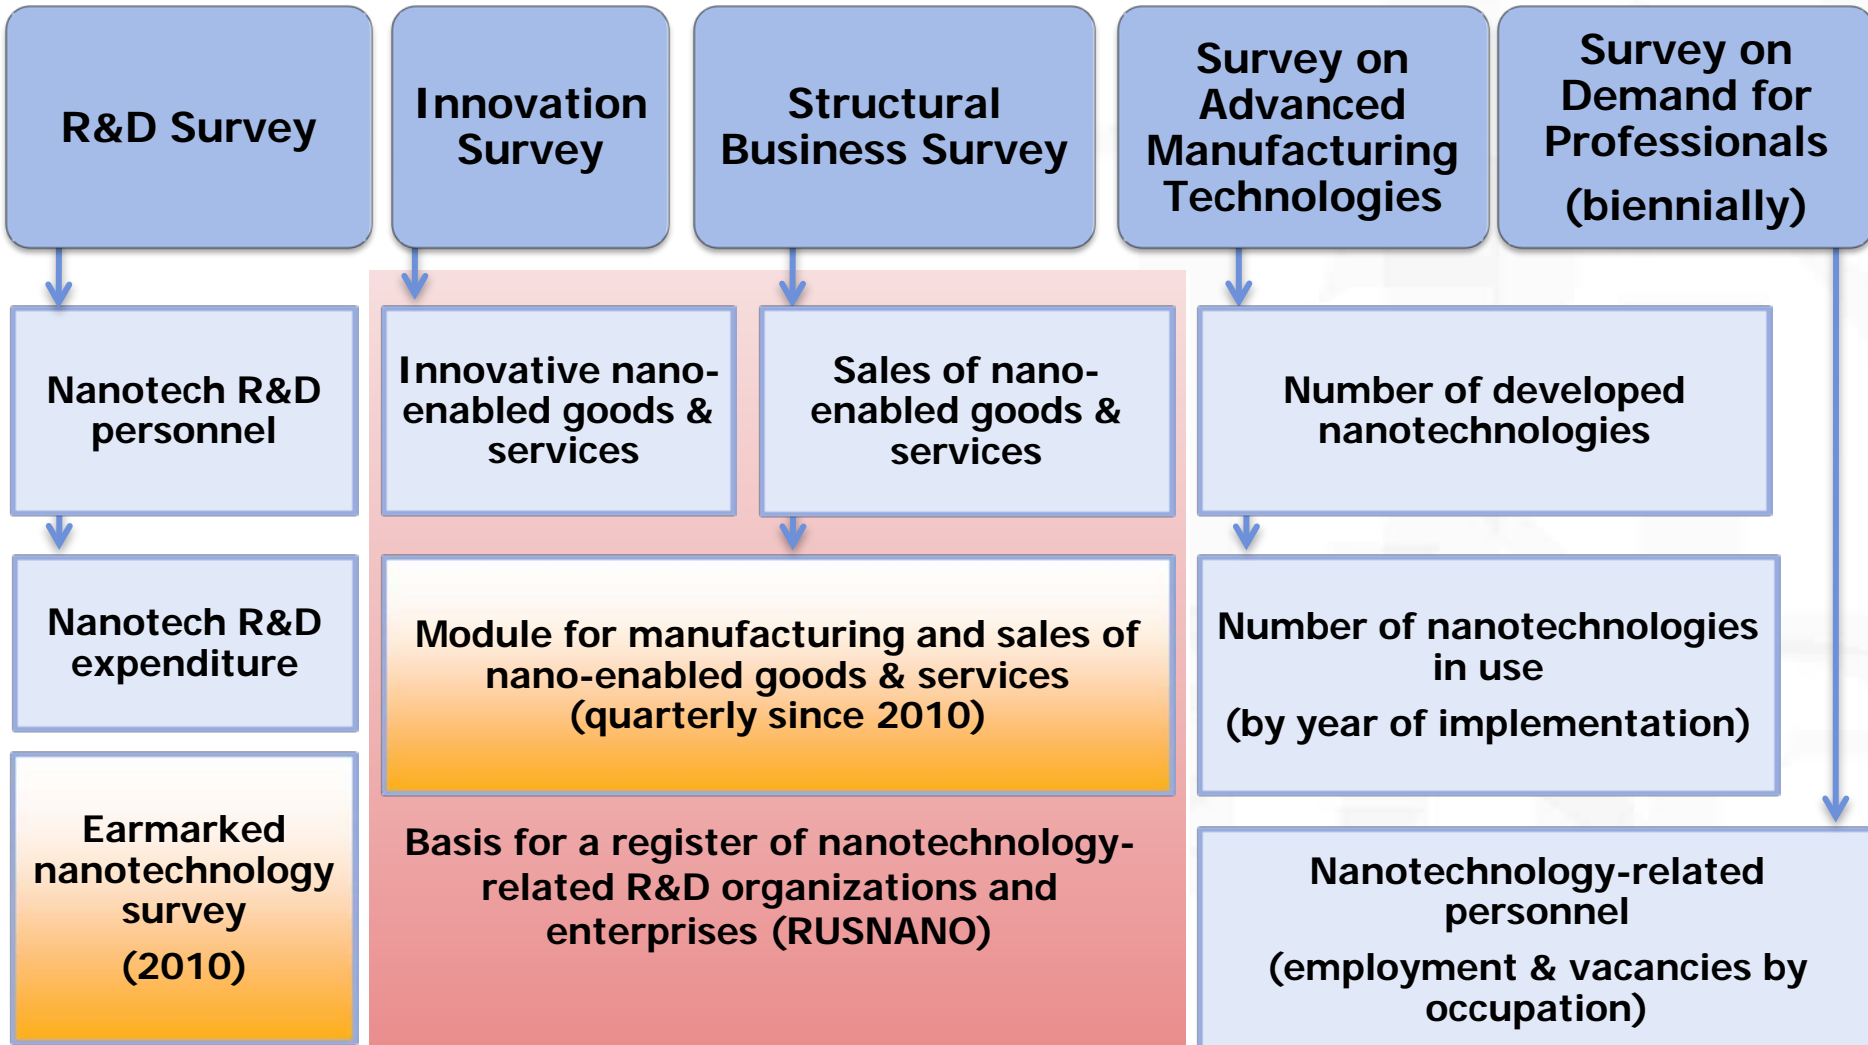 R&D Survey
Innovation
Survey
Structural
Business Survey
Survey on
Advanced
Manufacturing
Technologies
Survey on
Demand for
Professionals
(biennially)
Nanotech R&D
personnel
Innovative nano-
enabled goods &
services
Sales of nano-
enabled goods &
services
Number of developed
nanotechnologies
Nanotech R&D
expenditure
Module for manufacturing and sales of
nano-enabled goods & services
(quarterly since 2010)
Number of nanotechnologies
in use
(by year of implementation)
Earmarked
nanotechnology
survey
(2010)
Basis for a register of nanotechnology-
related R&D organizations and
enterprises (RUSNANO)
Nanotechnology-related
personnel
(employment & vacancies by
occupation)